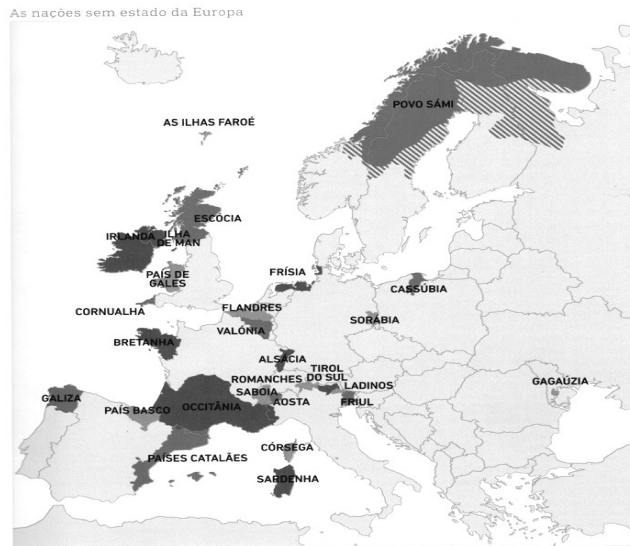 As nações sem estado da Europa
POVO SÁMI
AS ILHAS FAROÉ
ESCÓCIA
IRLANDA
ILHA
DE MAN
PAÍS DE
GALES
FRÍSIA
CASSÚBIA
CORNUALHA
FLANDRES
SORÁBIA
VALÓNIA
BRETANHA
ALSÁCIA
TIROL
DO SUL
ROMANCHES
LADINOS
GAGAÚZIA
SABOIA
AOSTA
FRIUL
GALIZA
PAÍS BASCO
OCCITÂNIA
CÓRSEGA
PAÍSES CATALÃES
SARDENHA